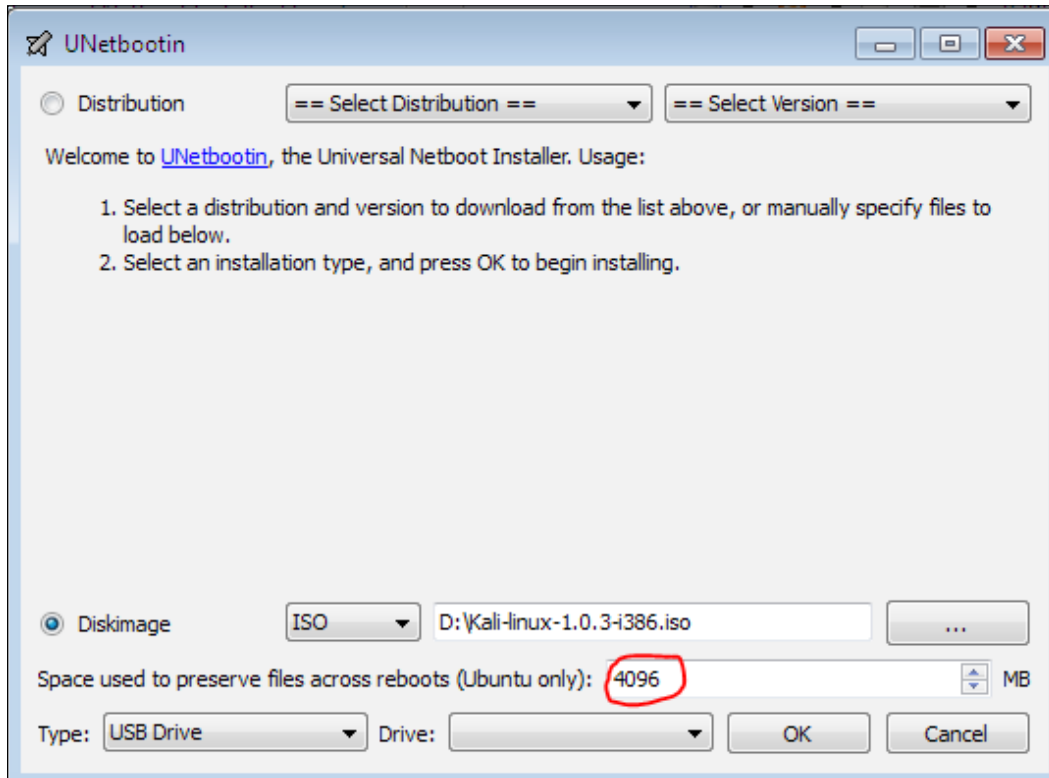 UNetbootin
Distribution == Select Distribution == == Select Version ==
Welcome to UNetbootin, the Universal Netboot Installer. Usage:
1. Select a distribution and version to download from the list above, or manually specify files to
load below.
2. Select an installation type, and press OK to begin installing.
Diskimage ISO D:\Kali-linux-1.0.3-i386.iso ...
Space used to preserve files across reboots (Ubuntu only): 4096 MB
Type: USB Drive Drive: OK Cancel